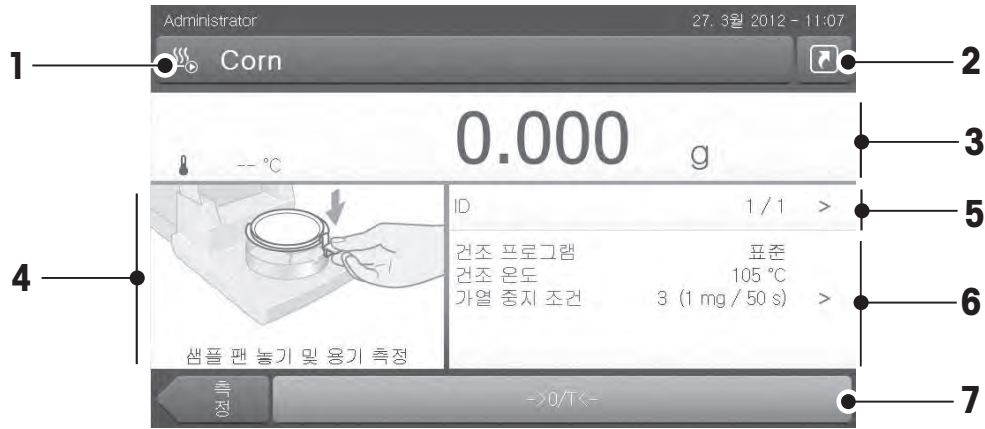 Administrator 27. 3월 2012 - 11:07
1 Corn 2
0.000 g 3
-- °C
4
ID 1 / 1 > 5
건조 프로그램 표준
건조 온도 105 °C
가열 중지 조건 3 (1 mg / 50 s) > 6
샘플 팬 놓기 및 용기 측정
측정 ->0/T<- 7